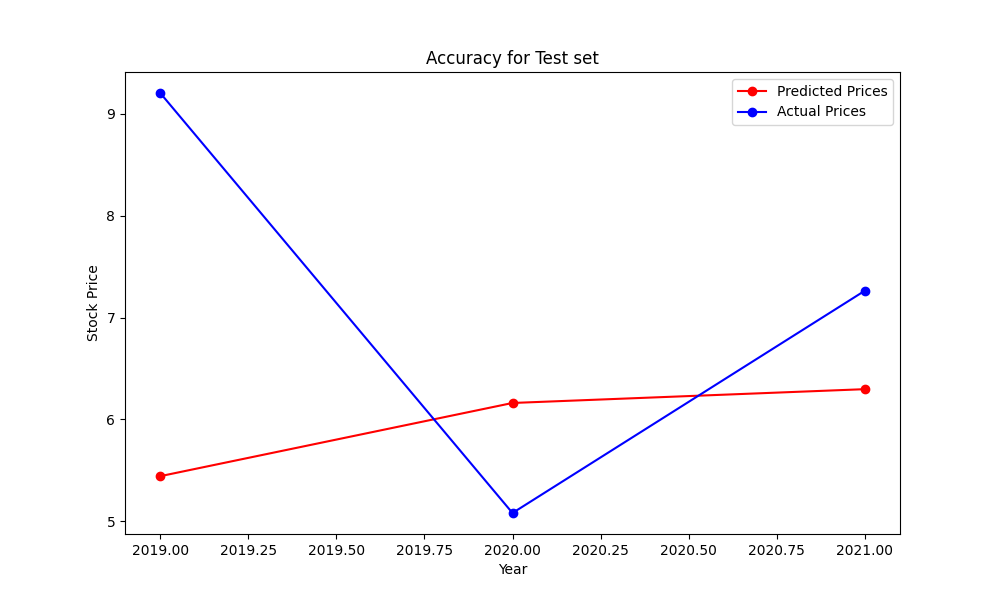 Accuracy for Test set
Predicted Prices
Actual Prices
9
8
7
6
5
Stock Price
2019.00 2019.25 2019.50 2019.75 2020.00 2020.25 2020.50 2020.75 2021.00
Year